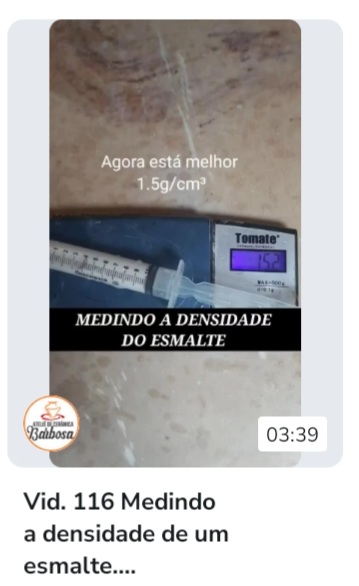 Agora está melhor
1.5g/cm³
Tomate
MEDINDO A DENSIDADE
DO ESMALTE
ATELIÊ DE CERÂMICA
Barbosa
03:39
Vid. 116 Medindo
a densidade de um
esmalte....